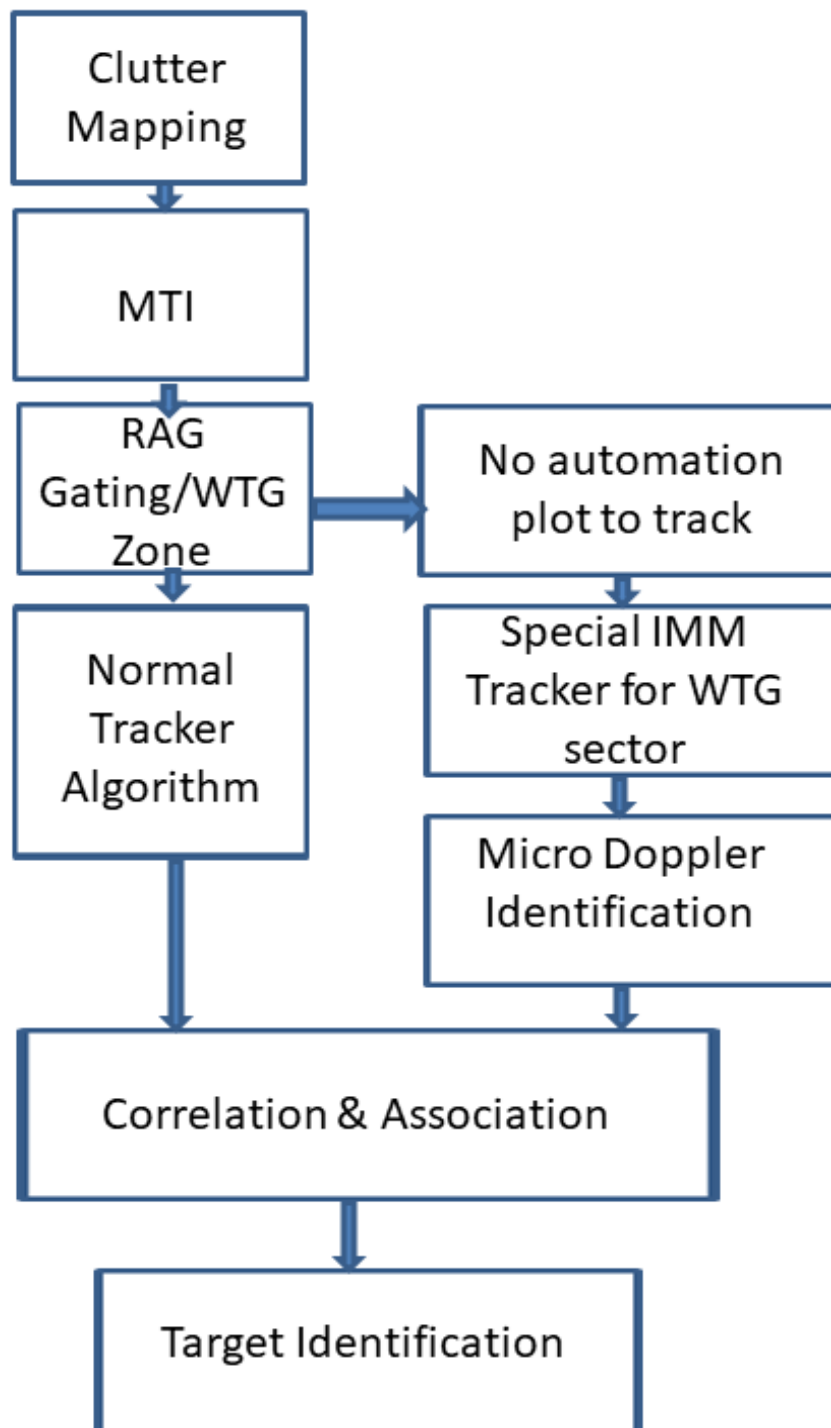 Clutter
Mapping
MTI
RAG
Gating/WTG
Zone
No automation
plot to track
Normal
Tracker
Algorithm
Special IMM
Tracker for WTG
sector
Micro Doppler
Identification
Correlation & Association
Target Identification